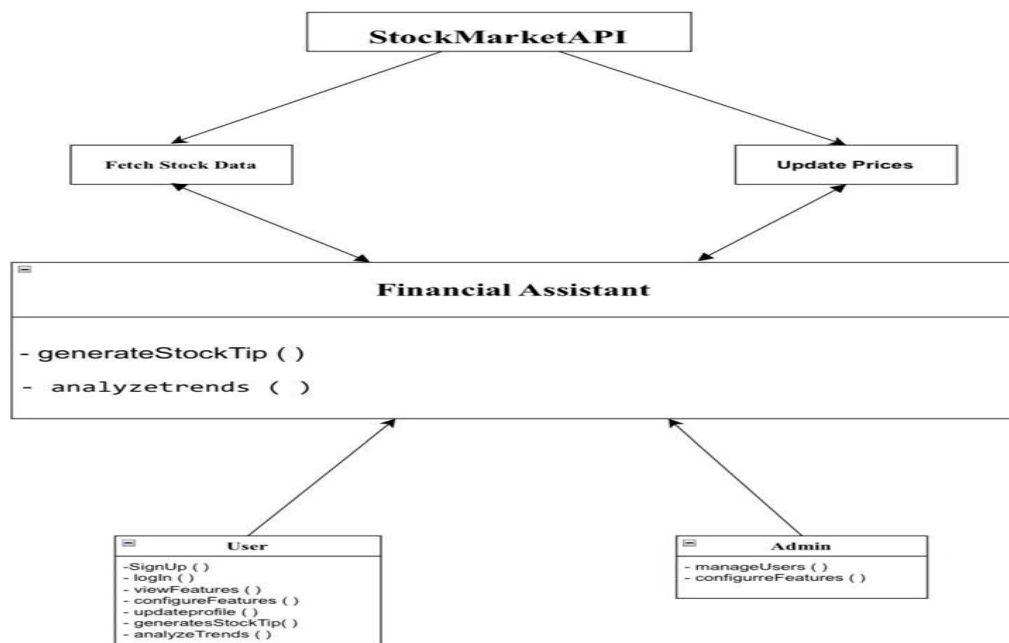 StockMarketAPI
Fetch Stock Data
Update Prices
Financial Assistant
- generateStockTip ( )
- analyzetrends ( )
User
-SignUp ( )
- logIn ( )
- viewFeatures ( )
- configureFeatures ( )
- updateprofile ( )
- generatesStockTip()
- analyzeTrends ( )
Admin
- manageUsers ( )
- configurreFeatures ( )